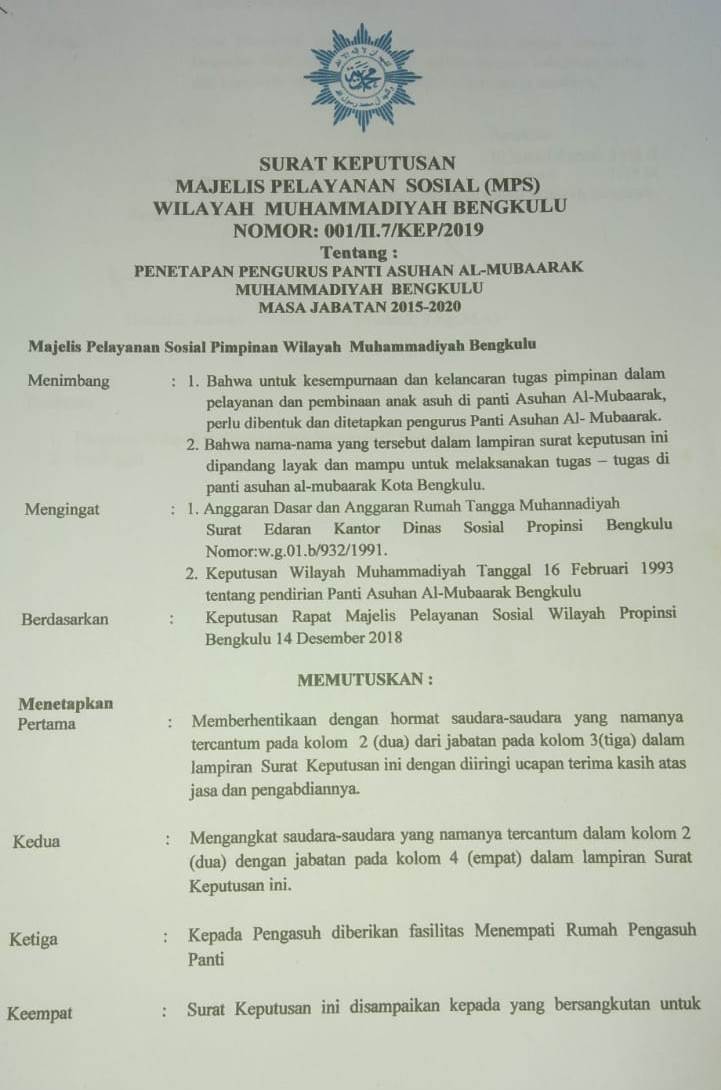 SURAT KEPUTUSAN
MAJELIS PELAYANAN SOSIAL (MPS)
WILAYAH MUHAMMADIYAH BENGKULU
NOMOR: 001/II.7/KEP/2019
Tentang :
PENETAPAN PENGURUS PANTI ASUHAN AL-MUBAARAK
MUHAMMADIYAH BENGKULU
MASA JABATAN 2015-2020
Majelis Pelayanan Sosial Pimpinan Wilayah Muhammadiyah Bengkulu
Menimbang : 1. Bahwa untuk kesempurnaan dan kelancaran tugas pimpinan dalam
pelayanan dan pembinaan anak asuh di panti Asuhan Al-Mubaarak,
perlu dibentuk dan ditetapkan pengurus Panti Asuhan Al- Mubaarak.
2. Bahwa nama-nama yang tersebut dalam lampiran surat keputusan ini
dipandang layak dan mampu untuk melaksanakan tugas – tugas di
panti asuhan al-mubaarak Kota Bengkulu.
Mengingat : 1. Anggaran Dasar dan Anggaran Rumah Tangga Muhannadiyah
Surat Edaran Kantor Dinas Sosial Propinsi Bengkulu
Nomor:w.g.01.b/932/1991.
2. Keputusan Wilayah Muhammadiyah Tanggal 16 Februari 1993
tentang pendirian Panti Asuhan Al-Mubaarak Bengkulu
Berdasarkan : Keputusan Rapat Majelis Pelayanan Sosial Wilayah Propinsi
Bengkulu 14 Desember 2018
MEMUTUSKAN :
Menetapkan
Pertama : Memberhentikaan dengan hormat saudara-saudara yang namanya
tercantum pada kolom 2 (dua) dari jabatan pada kolom 3(tiga) dalam
lampiran Surat Keputusan ini dengan diiringi ucapan terima kasih atas
jasa dan pengabdiannya.
Kedua : Mengangkat saudara-saudara yang namanya tercantum dalam kolom 2
(dua) dengan jabatan pada kolom 4 (empat) dalam lampiran Surat
Keputusan ini.
Ketiga : Kepada Pengasuh diberikan fasilitas Menempati Rumah Pengasuh
Panti
Keempat : Surat Keputusan ini disampaikan kepada yang bersangkutan untuk